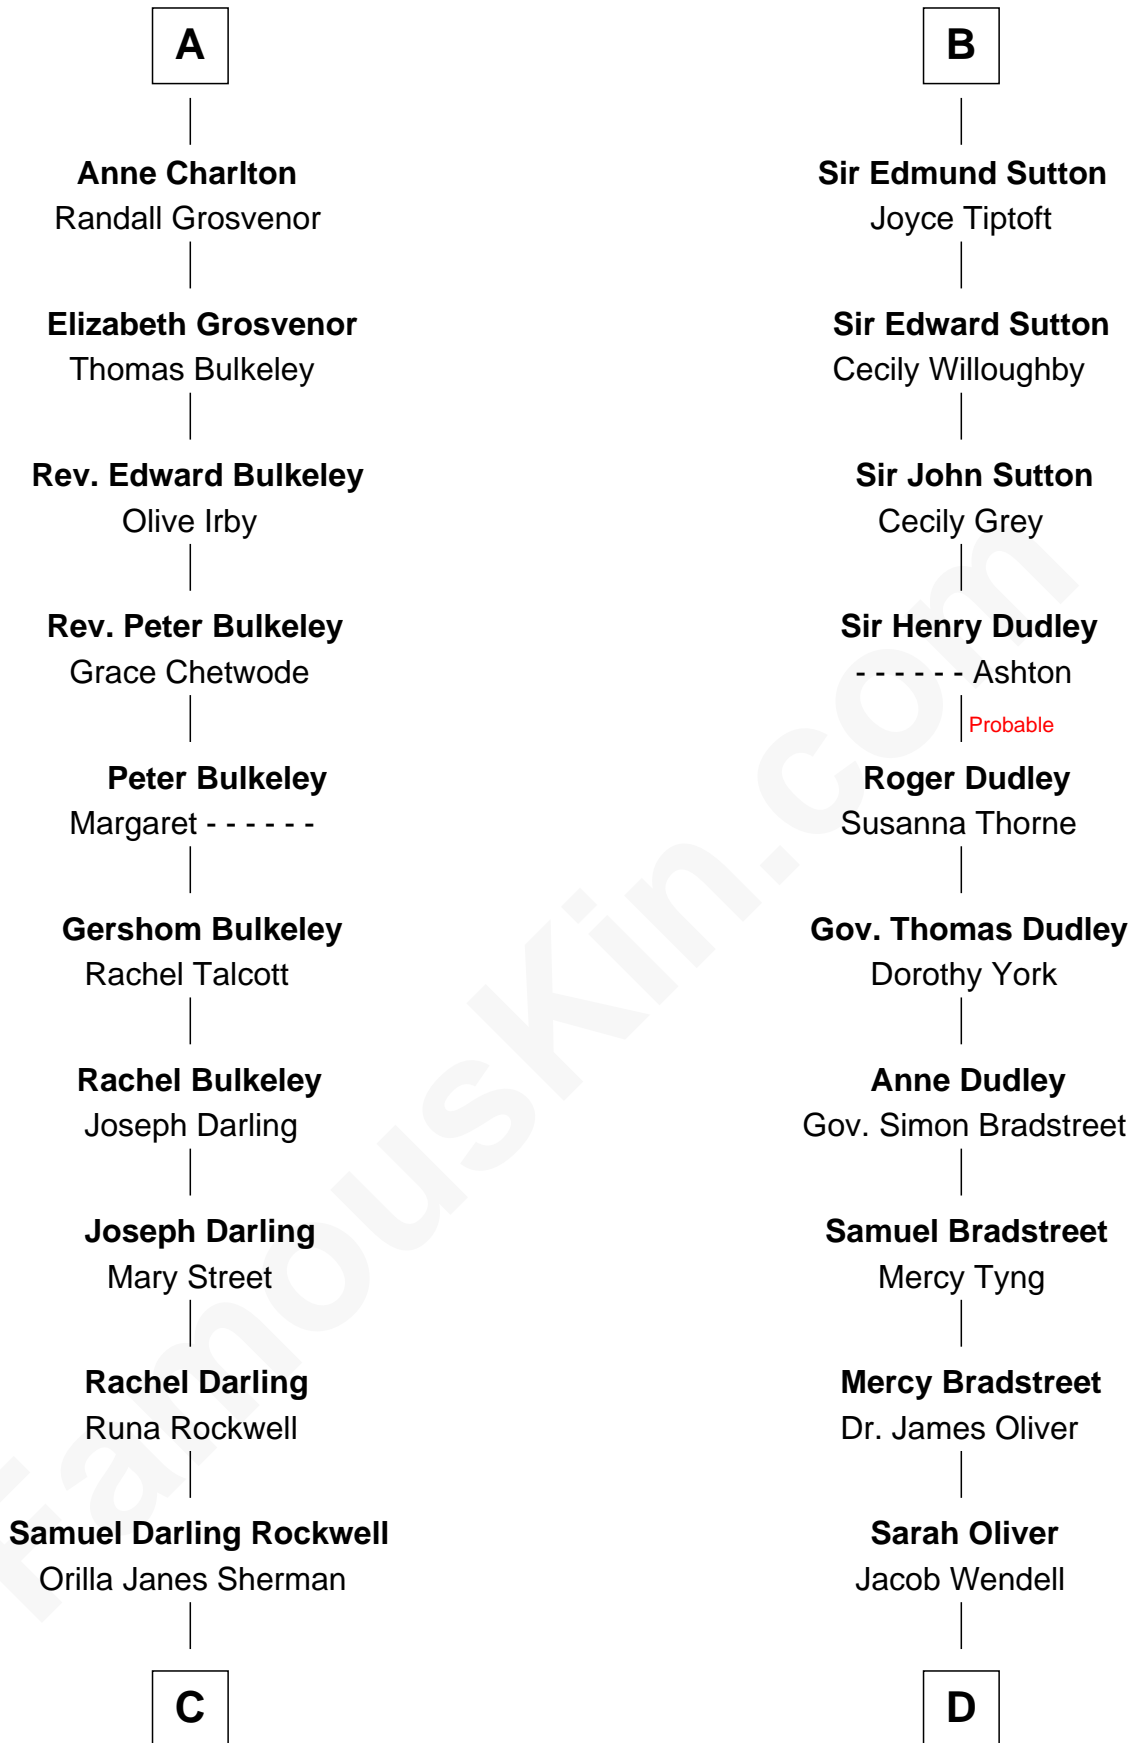 A
Anne Charlton
Randall Grosvenor
Elizabeth Grosvenor
Thomas Bulkeley
Rev. Edward Bulkeley
Olive Irby
Rev. Peter Bulkeley
Grace Chetwode
Peter Bulkeley
Margaret - - - - - -
Gershom Bulkeley
Rachel Talcott
Rachel Bulkeley
Joseph Darling
Joseph Darling
Mary Street
Rachel Darling
Runa Rockwell
Samuel Darling Rockwell
Orilla Janes Sherman
C
B
Sir Edmund Sutton
Joyce Tiptoft
Sir Edward Sutton
Cecily Willoughby
Sir John Sutton
Cecily Grey
Sir Henry Dudley
- - - - - - Ashton
Probable
Roger Dudley
Susanna Thorne
Gov. Thomas Dudley
Dorothy York
Anne Dudley
Gov. Simon Bradstreet
Samuel Bradstreet
Mercy Tyng
Mercy Bradstreet
Dr. James Oliver
Sarah Oliver
Jacob Wendell
D
FamousKin.com